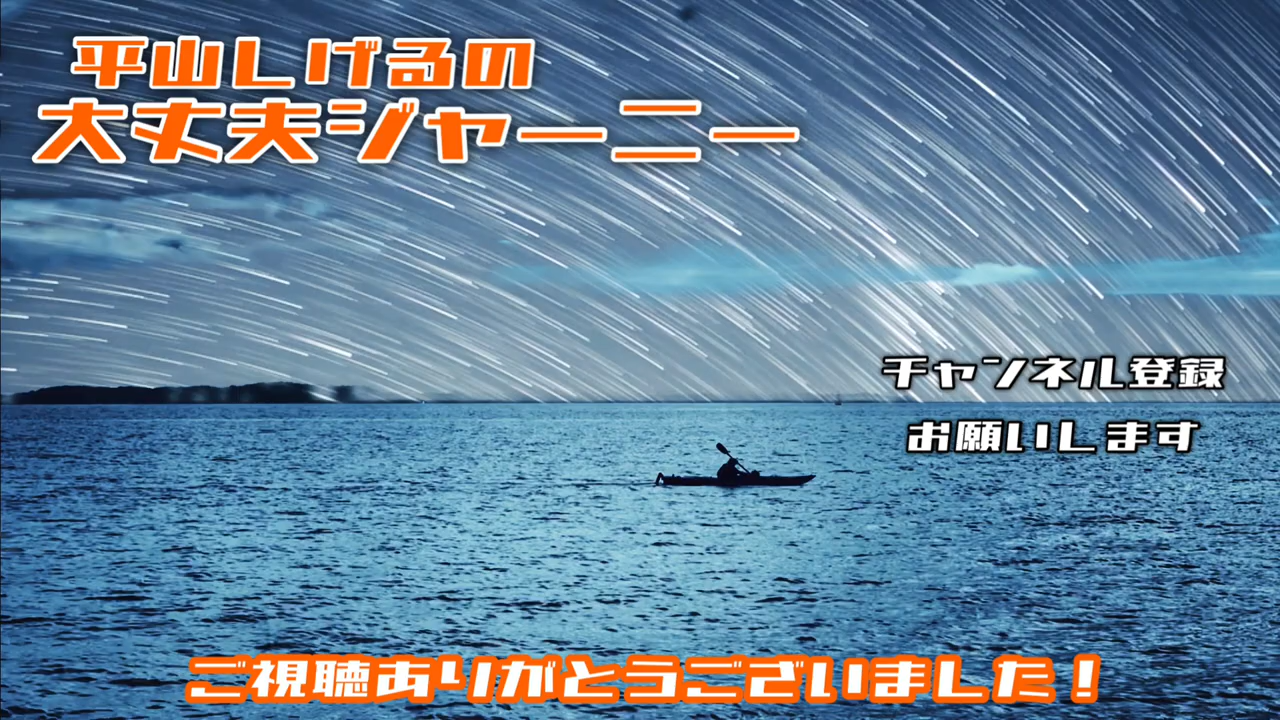 平山しげるの
大丈夫ジャーニー
チャンネル登録
お願いします
ご視聴ありがとうございました！